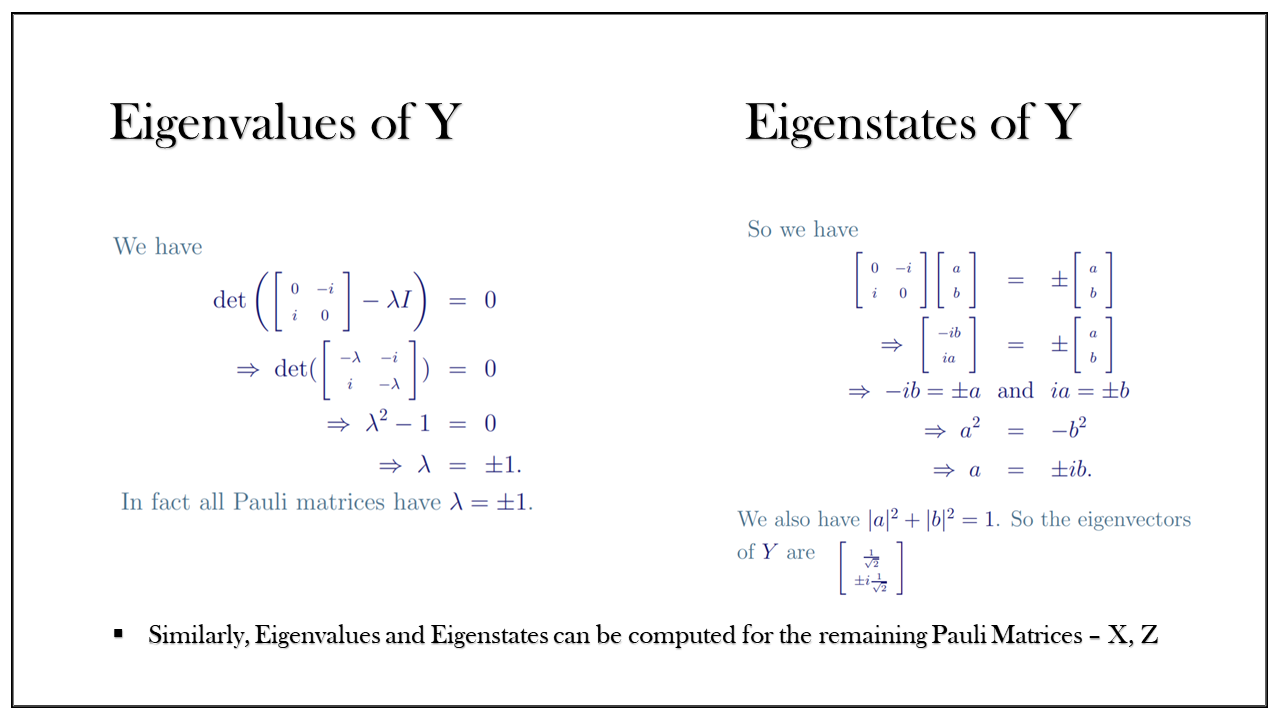 Eigenvalues of Y
We have
det([0 −i; i 0] − λI) = 0
⇒ det([−λ −i; i −λ]) = 0
⇒ λ² − 1 = 0
⇒ λ = ±1.
In fact all Pauli matrices have λ = ±1.
Eigenstates of Y
So we have
[0 −i; i 0][a; b] = ±[a; b]
⇒ [−ib; ia] = ±[a; b]
⇒ −ib = ±a and ia = ±b
⇒ a² = −b²
⇒ a = ±ib.
We also have |a|² + |b|² = 1. So the eigenvectors
of Y are [1/√2; ±i 1/√2]
▪ Similarly, Eigenvalues and Eigenstates can be computed for the remaining Pauli Matrices – X, Z